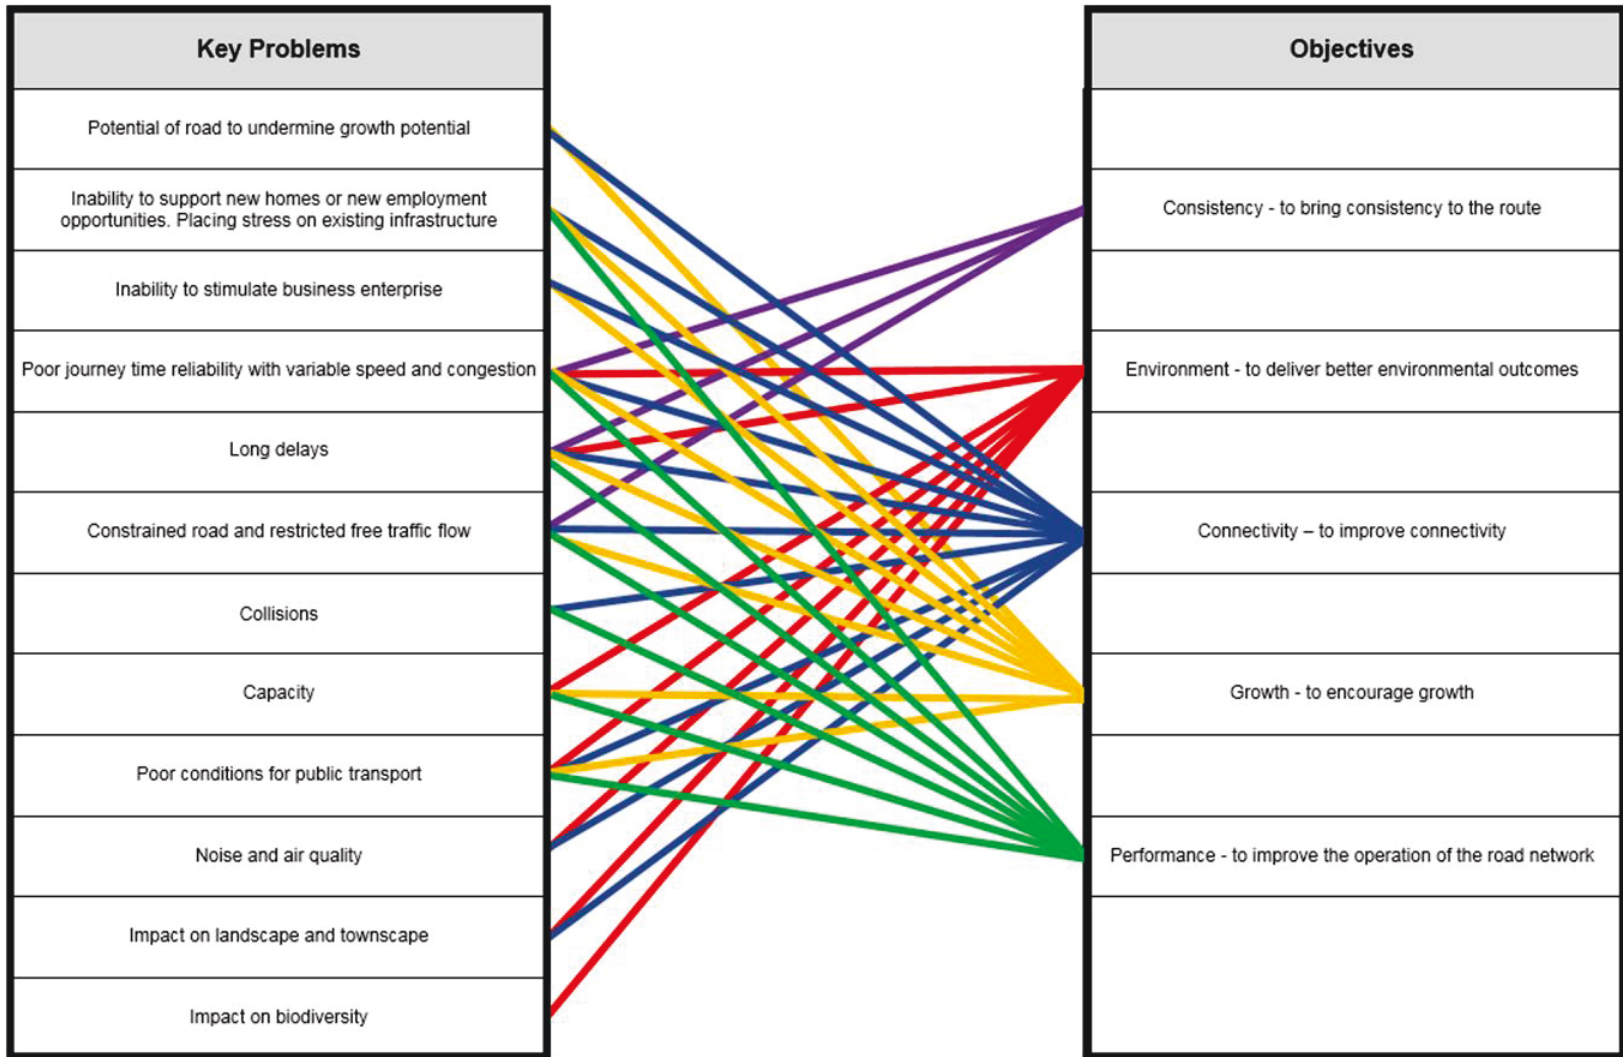 Key Problems
Potential of road to undermine growth potential
Inability to support new homes or new employment
opportunities. Placing stress on existing infrastructure
Inability to stimulate business enterprise
Poor journey time reliability with variable speed and congestion
Long delays
Constrained road and restricted free traffic flow
Collisions
Capacity
Poor conditions for public transport
Noise and air quality
Impact on landscape and townscape
Impact on biodiversity
Objectives
Consistency - to bring consistency to the route
Environment - to deliver better environmental outcomes
Connectivity – to improve connectivity
Growth - to encourage growth
Performance - to improve the operation of the road network